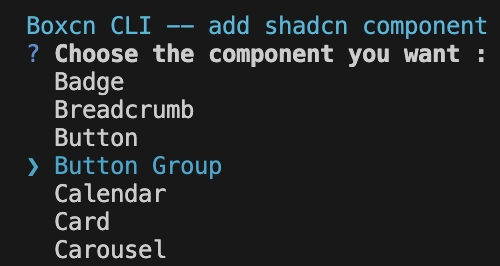 Boxcn CLI —— add shadcn component
? Choose the component you want :
Badge
Breadcrumb
Button
❯ Button Group
Calendar
Card
Carousel